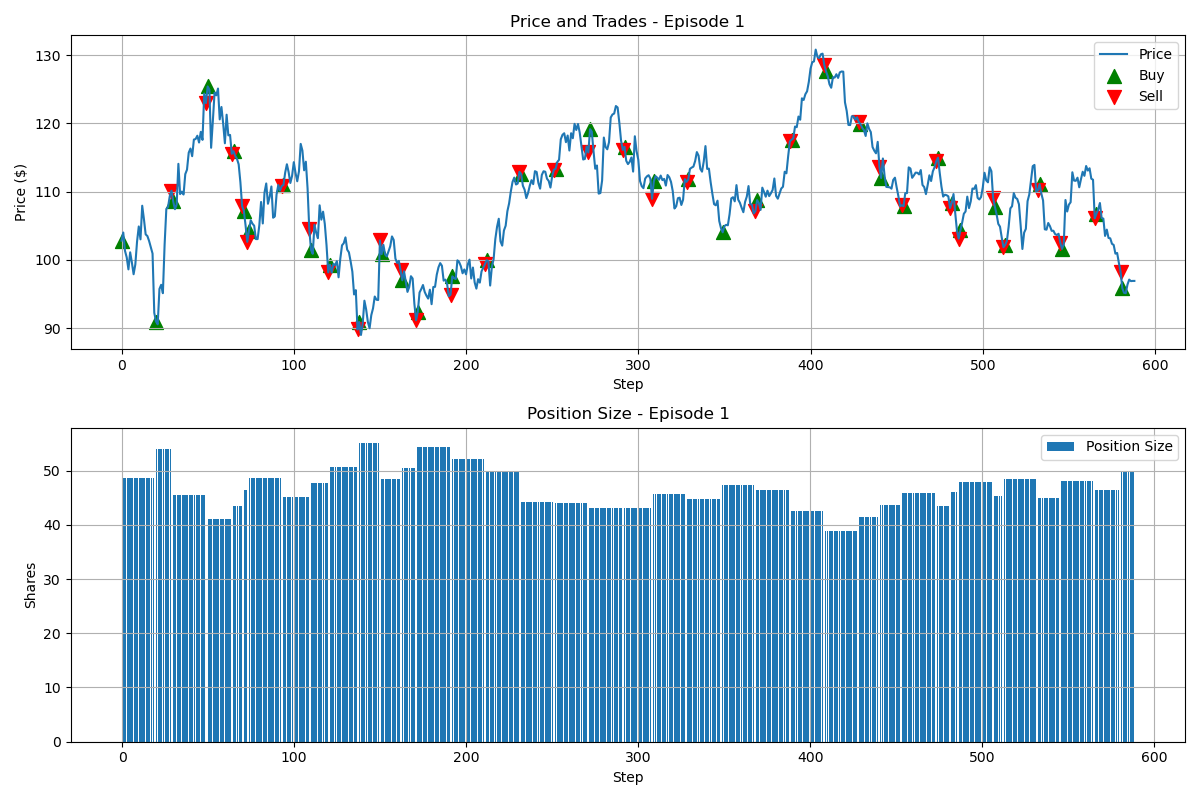 Price and Trades - Episode 1
Price ($)
130
120
110
100
90
Price
Buy
Sell
0 100 200 300 400 500 600
Step
Position Size - Episode 1
Shares
50
40
30
20
10
0
Position Size
0 100 200 300 400 500 600
Step